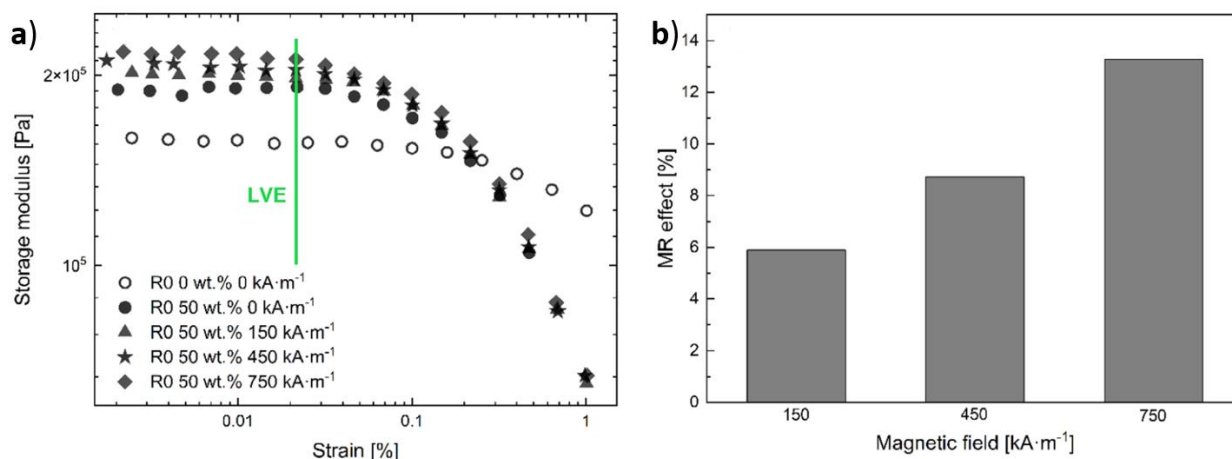 a)
Storage modulus [Pa]
2×10⁵
10⁵
LVE
R0 0 wt.% 0 kA·m⁻¹
R0 50 wt.% 0 kA·m⁻¹
R0 50 wt.% 150 kA·m⁻¹
R0 50 wt.% 450 kA·m⁻¹
R0 50 wt.% 750 kA·m⁻¹
0.01
0.1
1
Strain [%]
b)
MR effect [%]
14
12
10
8
6
4
2
0
150
450
750
Magnetic field [kA·m⁻¹]